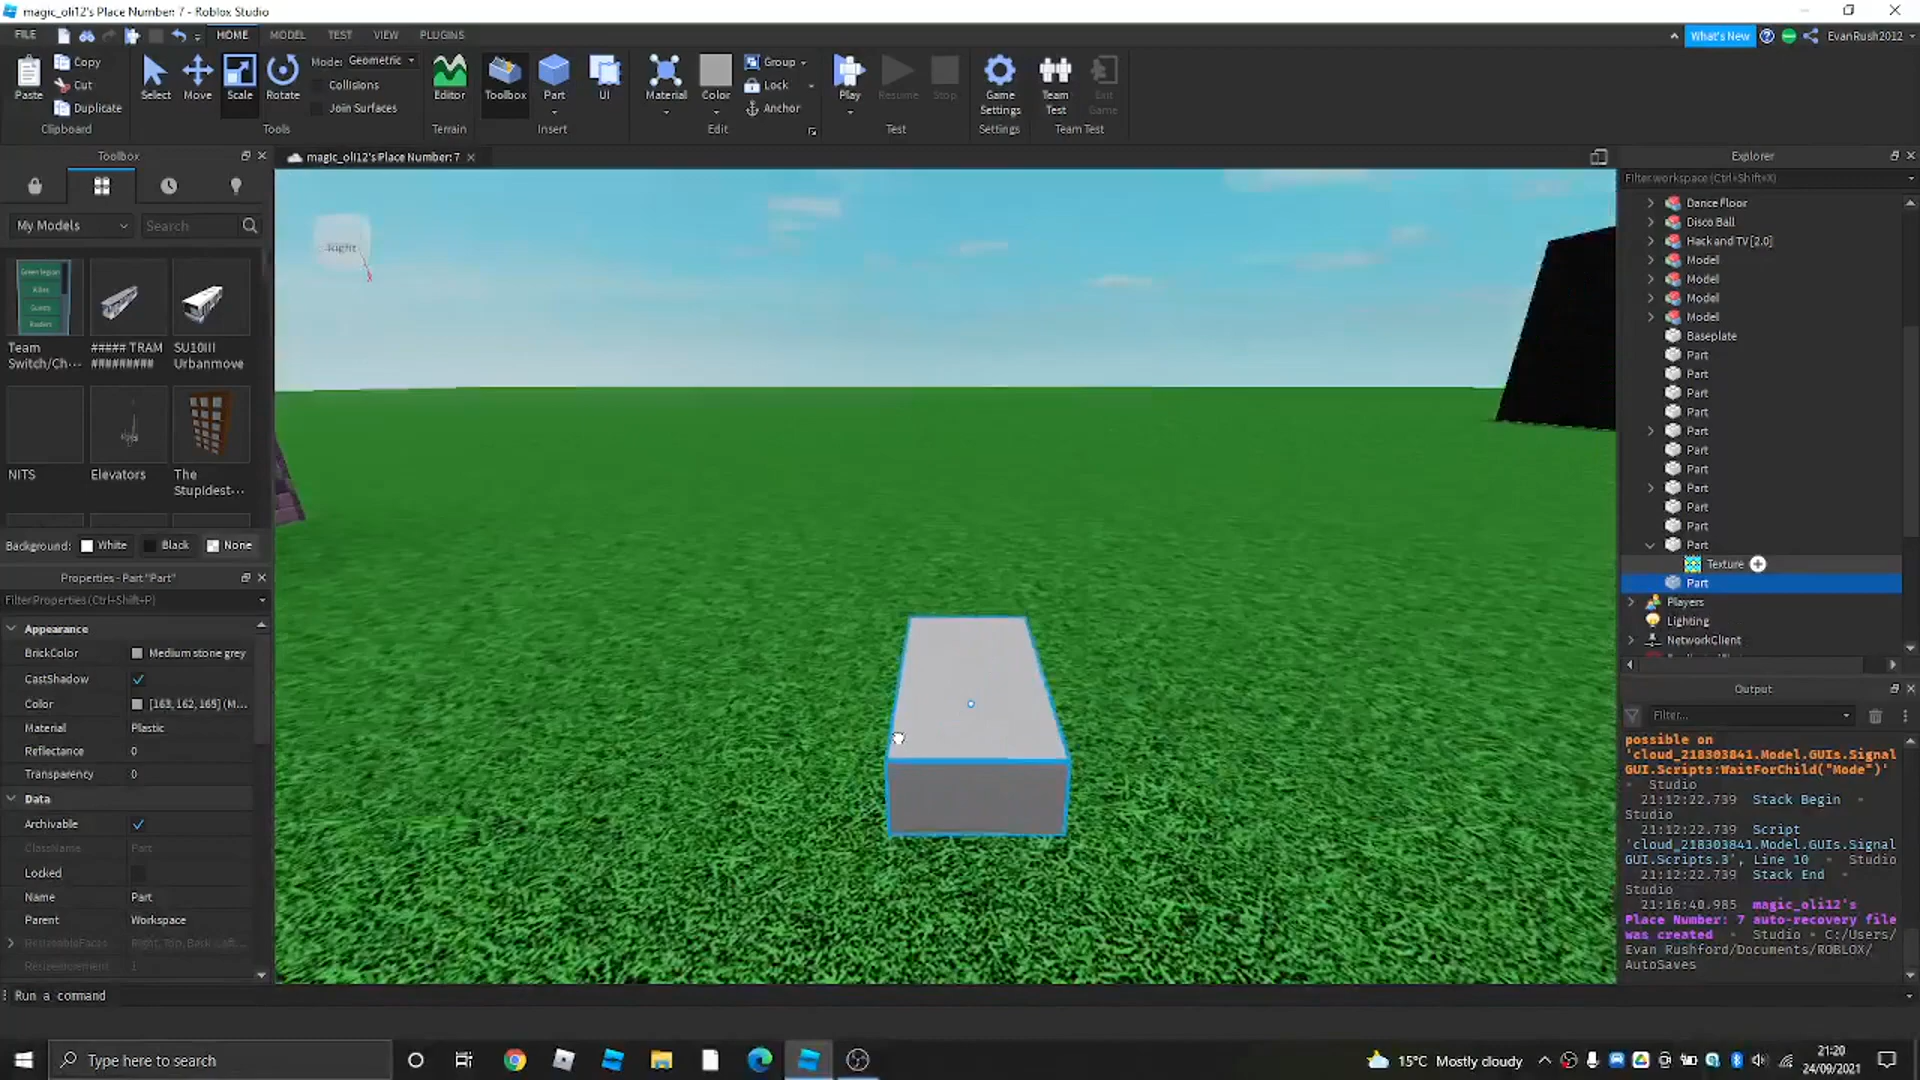 magic_oli12's Place Number: 7 - Roblox Studio
FILE
HOME
MODEL
TEST
VIEW
PLUGINS
What's New
EvanRush2012
Paste
Copy
Cut
Duplicate
Clipboard
Select
Move
Scale
Rotate
Mode: Geometric
Collisions
Join Surfaces
Tools
Editor
Terrain
Toolbox
Part
UI
Insert
Material
Color
Group
Lock
Anchor
Edit
Play
Resume
Stop
Test
Game Settings
Settings
Team Test
Exit Game
Team Test
Toolbox
My Models
Search
Green legion
Team Switch/Ch...
##### TRAM #########
SU10III Urbanmove
NITS
Elevators
The Stupidest...
Background:
White
Black
None
Properties - Part "Part"
Filter Properties (Ctrl+Shift+P)
Appearance
BrickColor Medium stone grey
CastShadow
Color [163, 162, 165] (M...
Material Plastic
Reflectance 0
Transparency 0
Data
Archivable
ClassName Part
Locked
Name Part
Parent Workspace
ResizeableFaces Right, Top, Back, Left...
ResizeIncrement 1
Run a command
magic_oli12's Place Number: 7
Right
X
Explorer
Filter workspace (Ctrl+Shift+X)
Dance Floor
Disco Ball
Hack and TV [2.0]
Model
Model
Model
Model
Baseplate
Part
Part
Part
Part
Part
Part
Part
Part
Part
Part
Part
Texture
Part
Players
Lighting
NetworkClient
Output
Filter...
possible on
'cloud_218303841.Model.GUIs.Signal
GUI.Scripts:WaitForChild("Mode")'
- Studio
21:12:22.739 Stack Begin -
Studio
21:12:22.739 Script
'cloud_218303841.Model.GUIs.Signal
GUI.Scripts.3', Line 10 - Studio
21:12:22.739 Stack End -
Studio
21:16:40.985 magic_oli12's
Place Number: 7 auto-recovery file
was created - Studio - C:/Users/
Evan Rushford/Documents/ROBLOX/
AutoSaves
Type here to search
15°C Mostly cloudy
21:20
24/09/2021